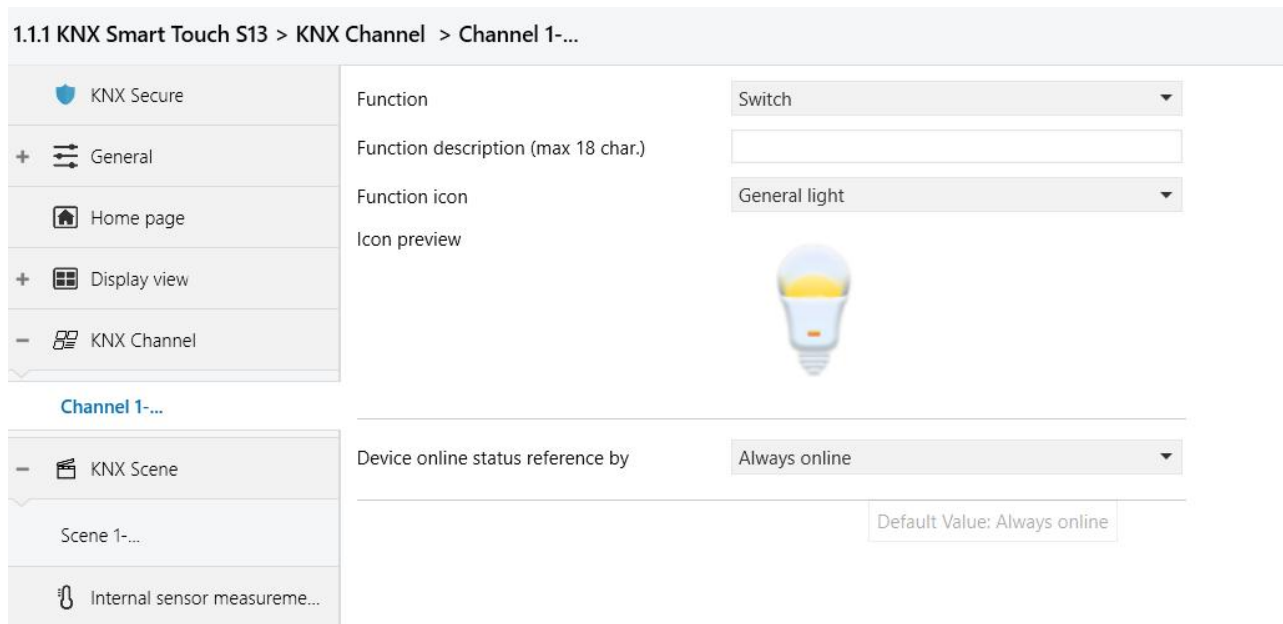 1.1.1 KNX Smart Touch S13 > KNX Channel > Channel 1-...
KNX Secure
+ General
Home page
+ Display view
− KNX Channel
Channel 1-...
− KNX Scene
Scene 1-...
Internal sensor measureme...
Function Switch
Function description (max 18 char.)
Function icon General light
Icon preview
Device online status reference by Always online
Default Value: Always online